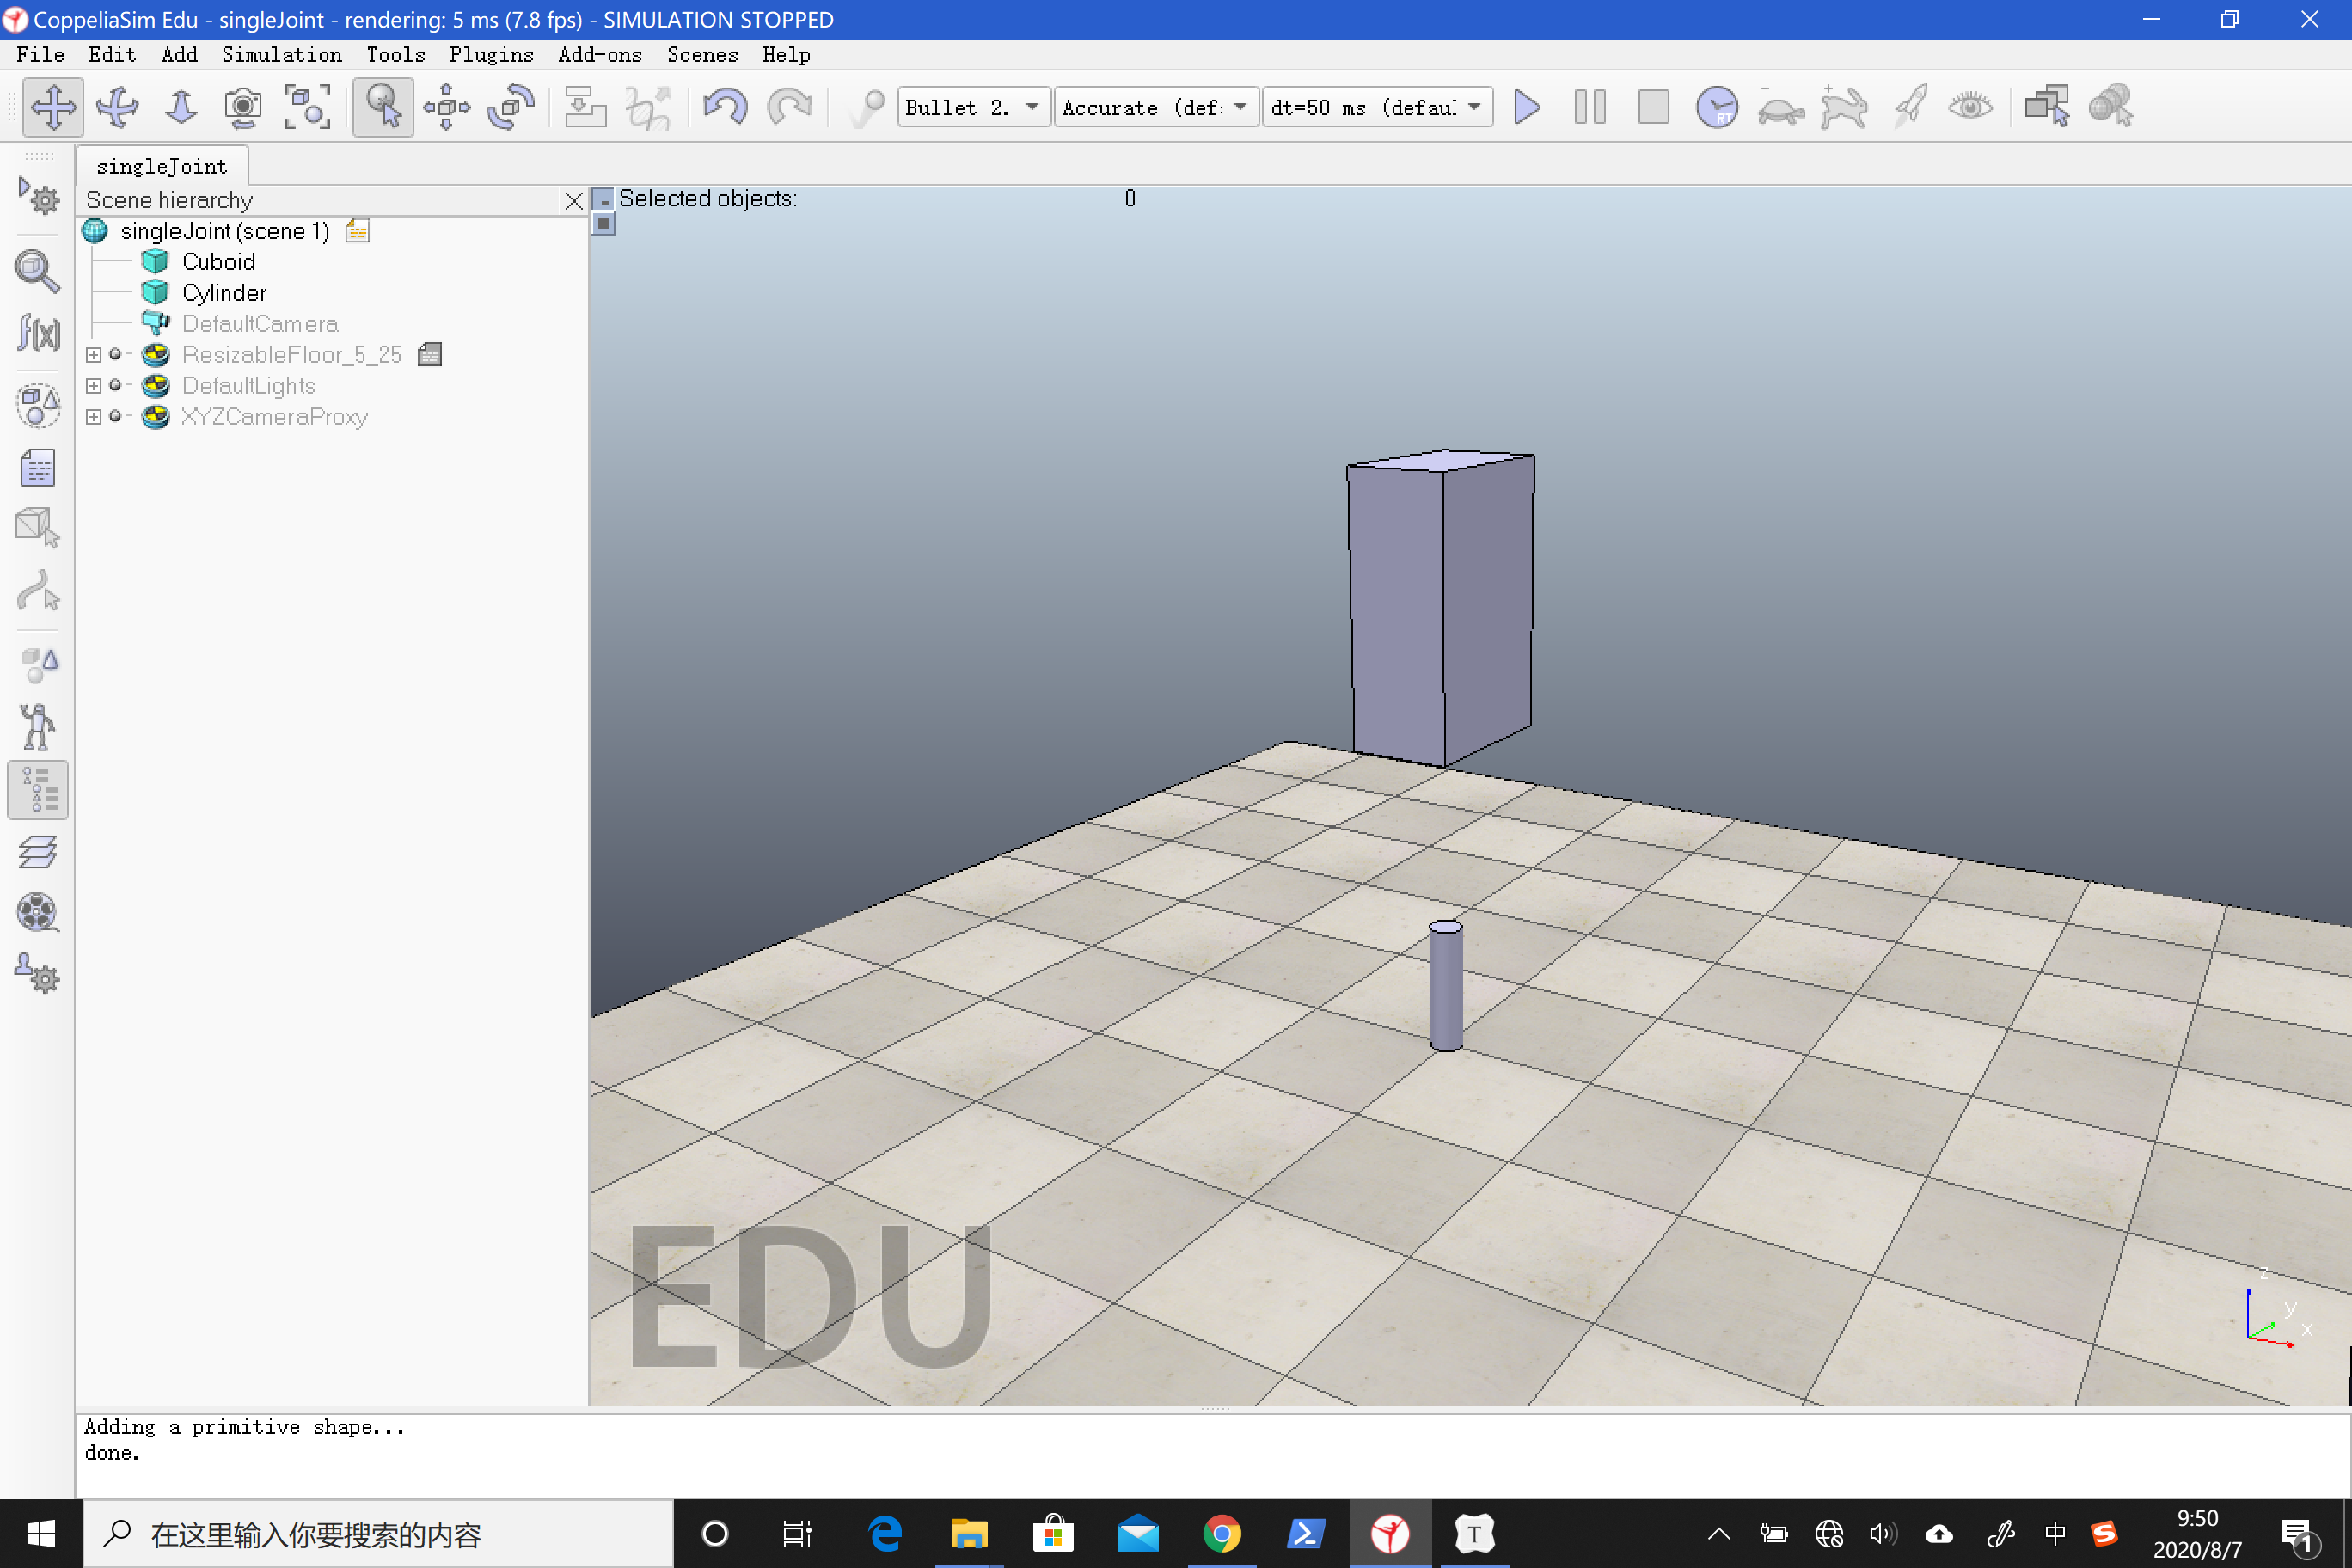 CoppeliaSim Edu - singleJoint - rendering: 5 ms (7.8 fps) - SIMULATION STOPPED
File Edit Add Simulation Tools Plugins Add-ons Scenes Help
Bullet 2. Accurate (def: dt=50 ms (defau RT
singleJoint
Scene hierarchy
Selected objects: 0
singleJoint (scene 1)
Cuboid
Cylinder
DefaultCamera
ResizableFloor_5_25
DefaultLights
XYZCameraProxy
f(x)
EDU
z
y
x
Adding a primitive shape...
done.
在这里输入你要搜索的内容
T
中
S
9:50
2020/8/7
1